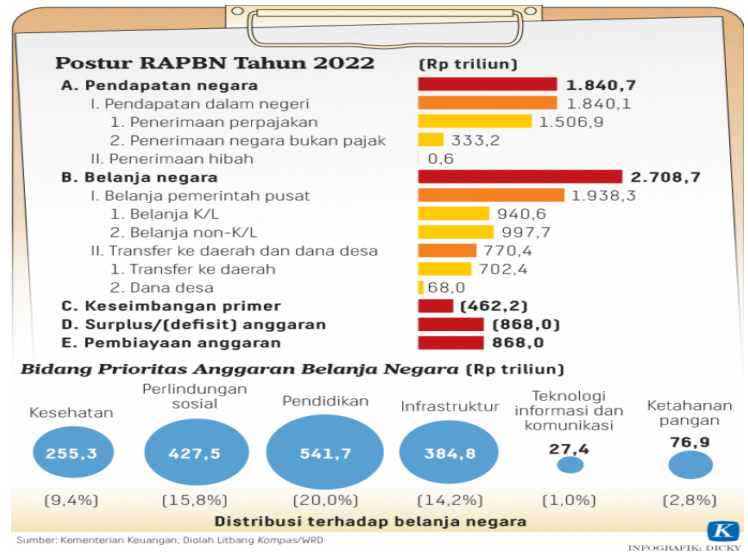 Postur RAPBN Tahun 2022 (Rp triliun)
A. Pendapatan negara 1.840,7
I. Pendapatan dalam negeri 1.840,1
1. Penerimaan perpajakan 1.506,9
2. Penerimaan negara bukan pajak 333,2
II. Penerimaan hibah 0,6
B. Belanja negara 2.708,7
I. Belanja pemerintah pusat 1.938,3
1. Belanja K/L 940,6
2. Belanja non-K/L 997,7
II. Transfer ke daerah dan dana desa 770,4
1. Transfer ke daerah 702,4
2. Dana desa 68,0
C. Keseimbangan primer (462,2)
D. Surplus/(defisit) anggaran (868,0)
E. Pembiayaan anggaran 868,0
Bidang Prioritas Anggaran Belanja Negara (Rp triliun)
Kesehatan
255,3
(9,4%)
Perlindungan
sosial
427,5
(15,8%)
Pendidikan
541,7
(20,0%)
Infrastruktur
384,8
(14,2%)
Teknologi
informasi dan
komunikasi
27,4
(1,0%)
Ketahanan
pangan
76,9
(2,8%)
Distribusi terhadap belanja negara
Sumber: Kementerian Keuangan; Diolah Litbang Kompas/WRD
K
INFOGRAFIK: DICKY